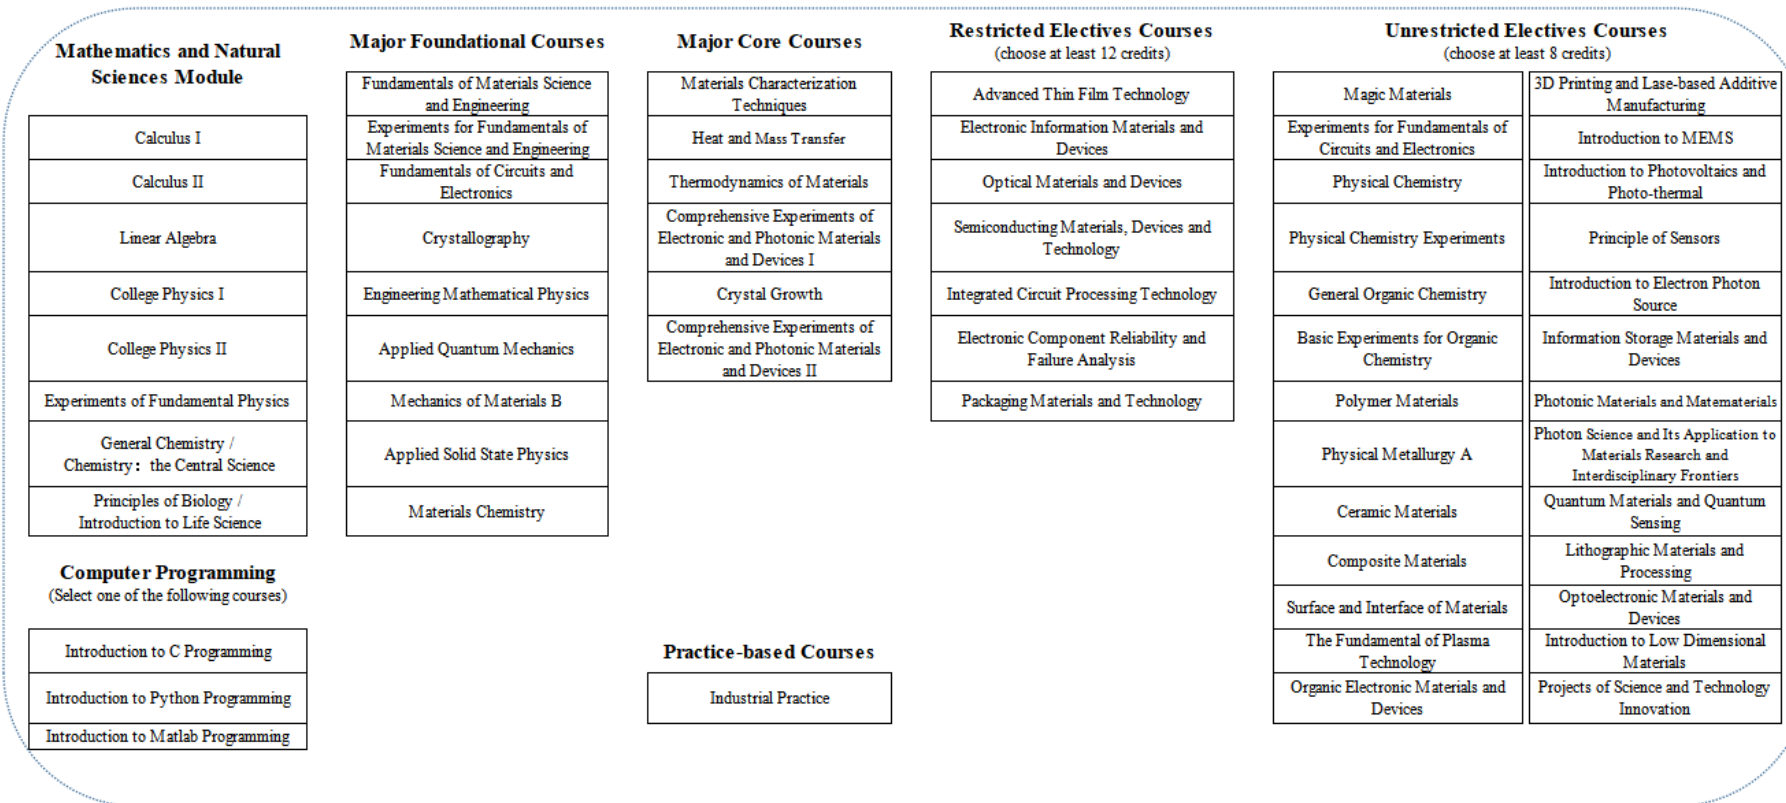 Mathematics and Natural
Sciences Module
Calculus I
Calculus II
Linear Algebra
College Physics I
College Physics II
Experiments of Fundamental Physics
General Chemistry /
Chemistry：the Central Science
Principles of Biology /
Introduction to Life Science
Computer Programming
(Select one of the following courses)
Introduction to C Programming
Introduction to Python Programming
Introduction to Matlab Programming
Major Foundational Courses
Fundamentals of Materials Science
and Engineering
Experiments for Fundamentals of
Materials Science and Engineering
Fundamentals of Circuits and
Electronics
Crystallography
Engineering Mathematical Physics
Applied Quantum Mechanics
Mechanics of Materials B
Applied Solid State Physics
Materials Chemistry
Major Core Courses
Materials Characterization
Techniques
Heat and Mass Transfer
Thermodynamics of Materials
Comprehensive Experiments of
Electronic and Photonic Materials
and Devices I
Crystal Growth
Comprehensive Experiments of
Electronic and Photonic Materials
and Devices II
Practice-based Courses
Industrial Practice
Restricted Electives Courses
(choose at least 12 credits)
Advanced Thin Film Technology
Electronic Information Materials and
Devices
Optical Materials and Devices
Semiconducting Materials, Devices and
Technology
Integrated Circuit Processing Technology
Electronic Component Reliability and
Failure Analysis
Packaging Materials and Technology
Unrestricted Electives Courses
(choose at least 8 credits)
Magic Materials
Experiments for Fundamentals of
Circuits and Electronics
Physical Chemistry
Physical Chemistry Experiments
General Organic Chemistry
Basic Experiments for Organic
Chemistry
Polymer Materials
Physical Metallurgy A
Ceramic Materials
Composite Materials
Surface and Interface of Materials
The Fundamental of Plasma
Technology
Organic Electronic Materials and
Devices
3D Printing and Lase-based Additive
Manufacturing
Introduction to MEMS
Introduction to Photovoltaics and
Photo-thermal
Principle of Sensors
Introduction to Electron Photon
Source
Information Storage Materials and
Devices
Photonic Materials and Matematerials
Photon Science and Its Application to
Materials Research and
Interdisciplinary Frontiers
Quantum Materials and Quantum
Sensing
Lithographic Materials and
Processing
Optoelectronic Materials and
Devices
Introduction to Low Dimensional
Materials
Projects of Science and Technology
Innovation